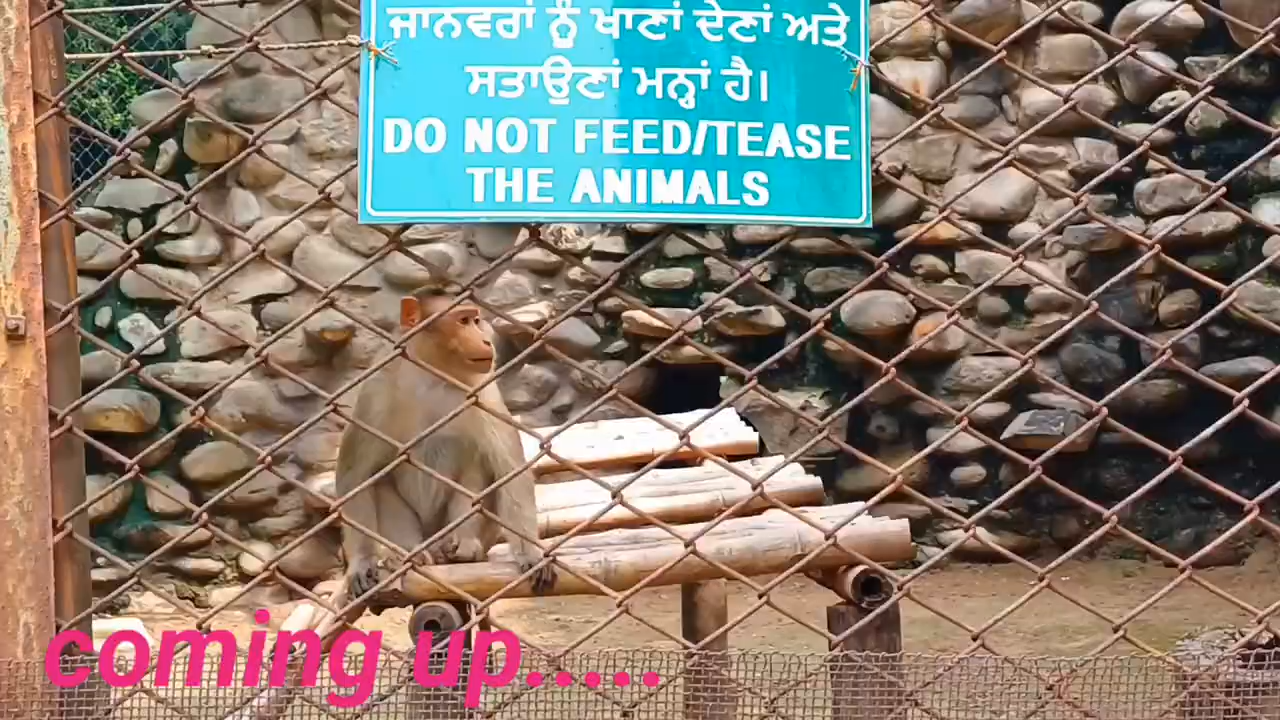 ਜਾਨਵਰਾਂ ਨੂੰ ਖਾਣਾਂ ਦੇਣਾਂ ਅਤੇ
ਸਤਾਉਣਾਂ ਮਨ੍ਹਾਂ ਹੈ।
DO NOT FEED/TEASE
THE ANIMALS
coming up.....